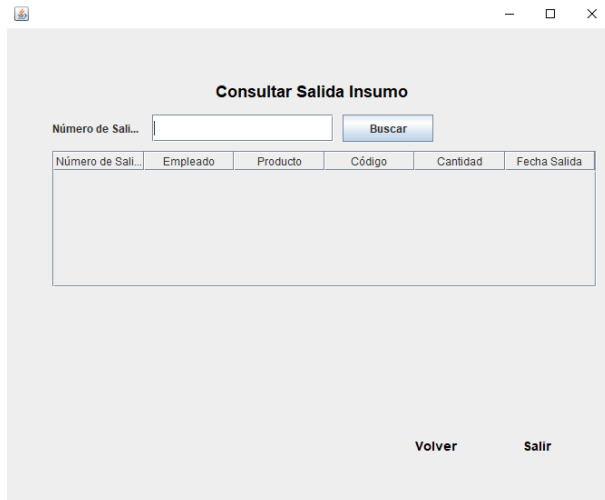 Consultar Salida Insumo
Número de Sali... Buscar
Número de Sali... Empleado Producto Código Cantidad Fecha Salida
Volver Salir